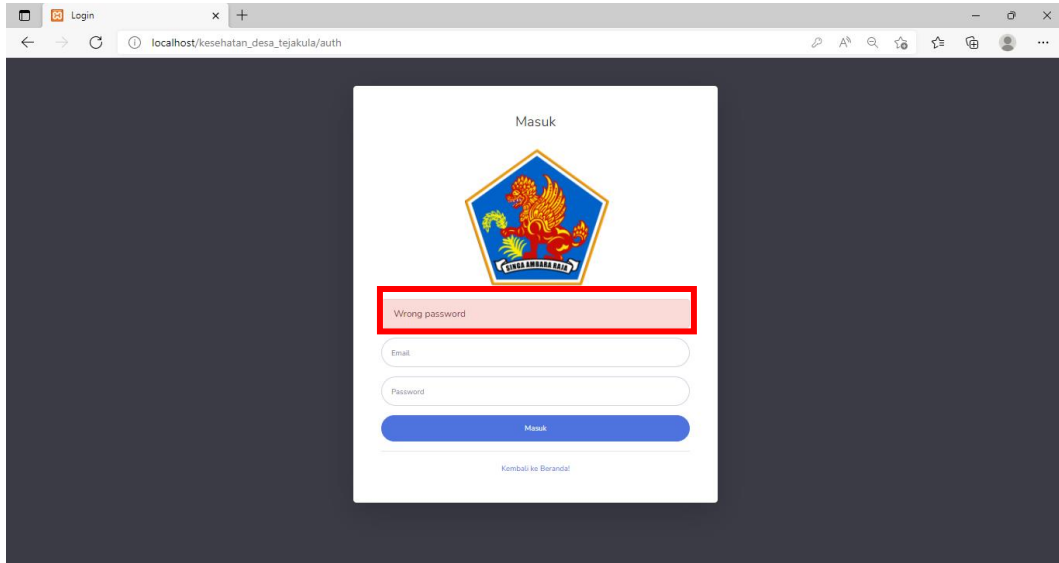 Login
localhost/kesehatan_desa_tejakula/auth
Masuk
SINGA AMBARA RAJA
Wrong password
Email
Password
Masuk
Kembali ke Beranda!